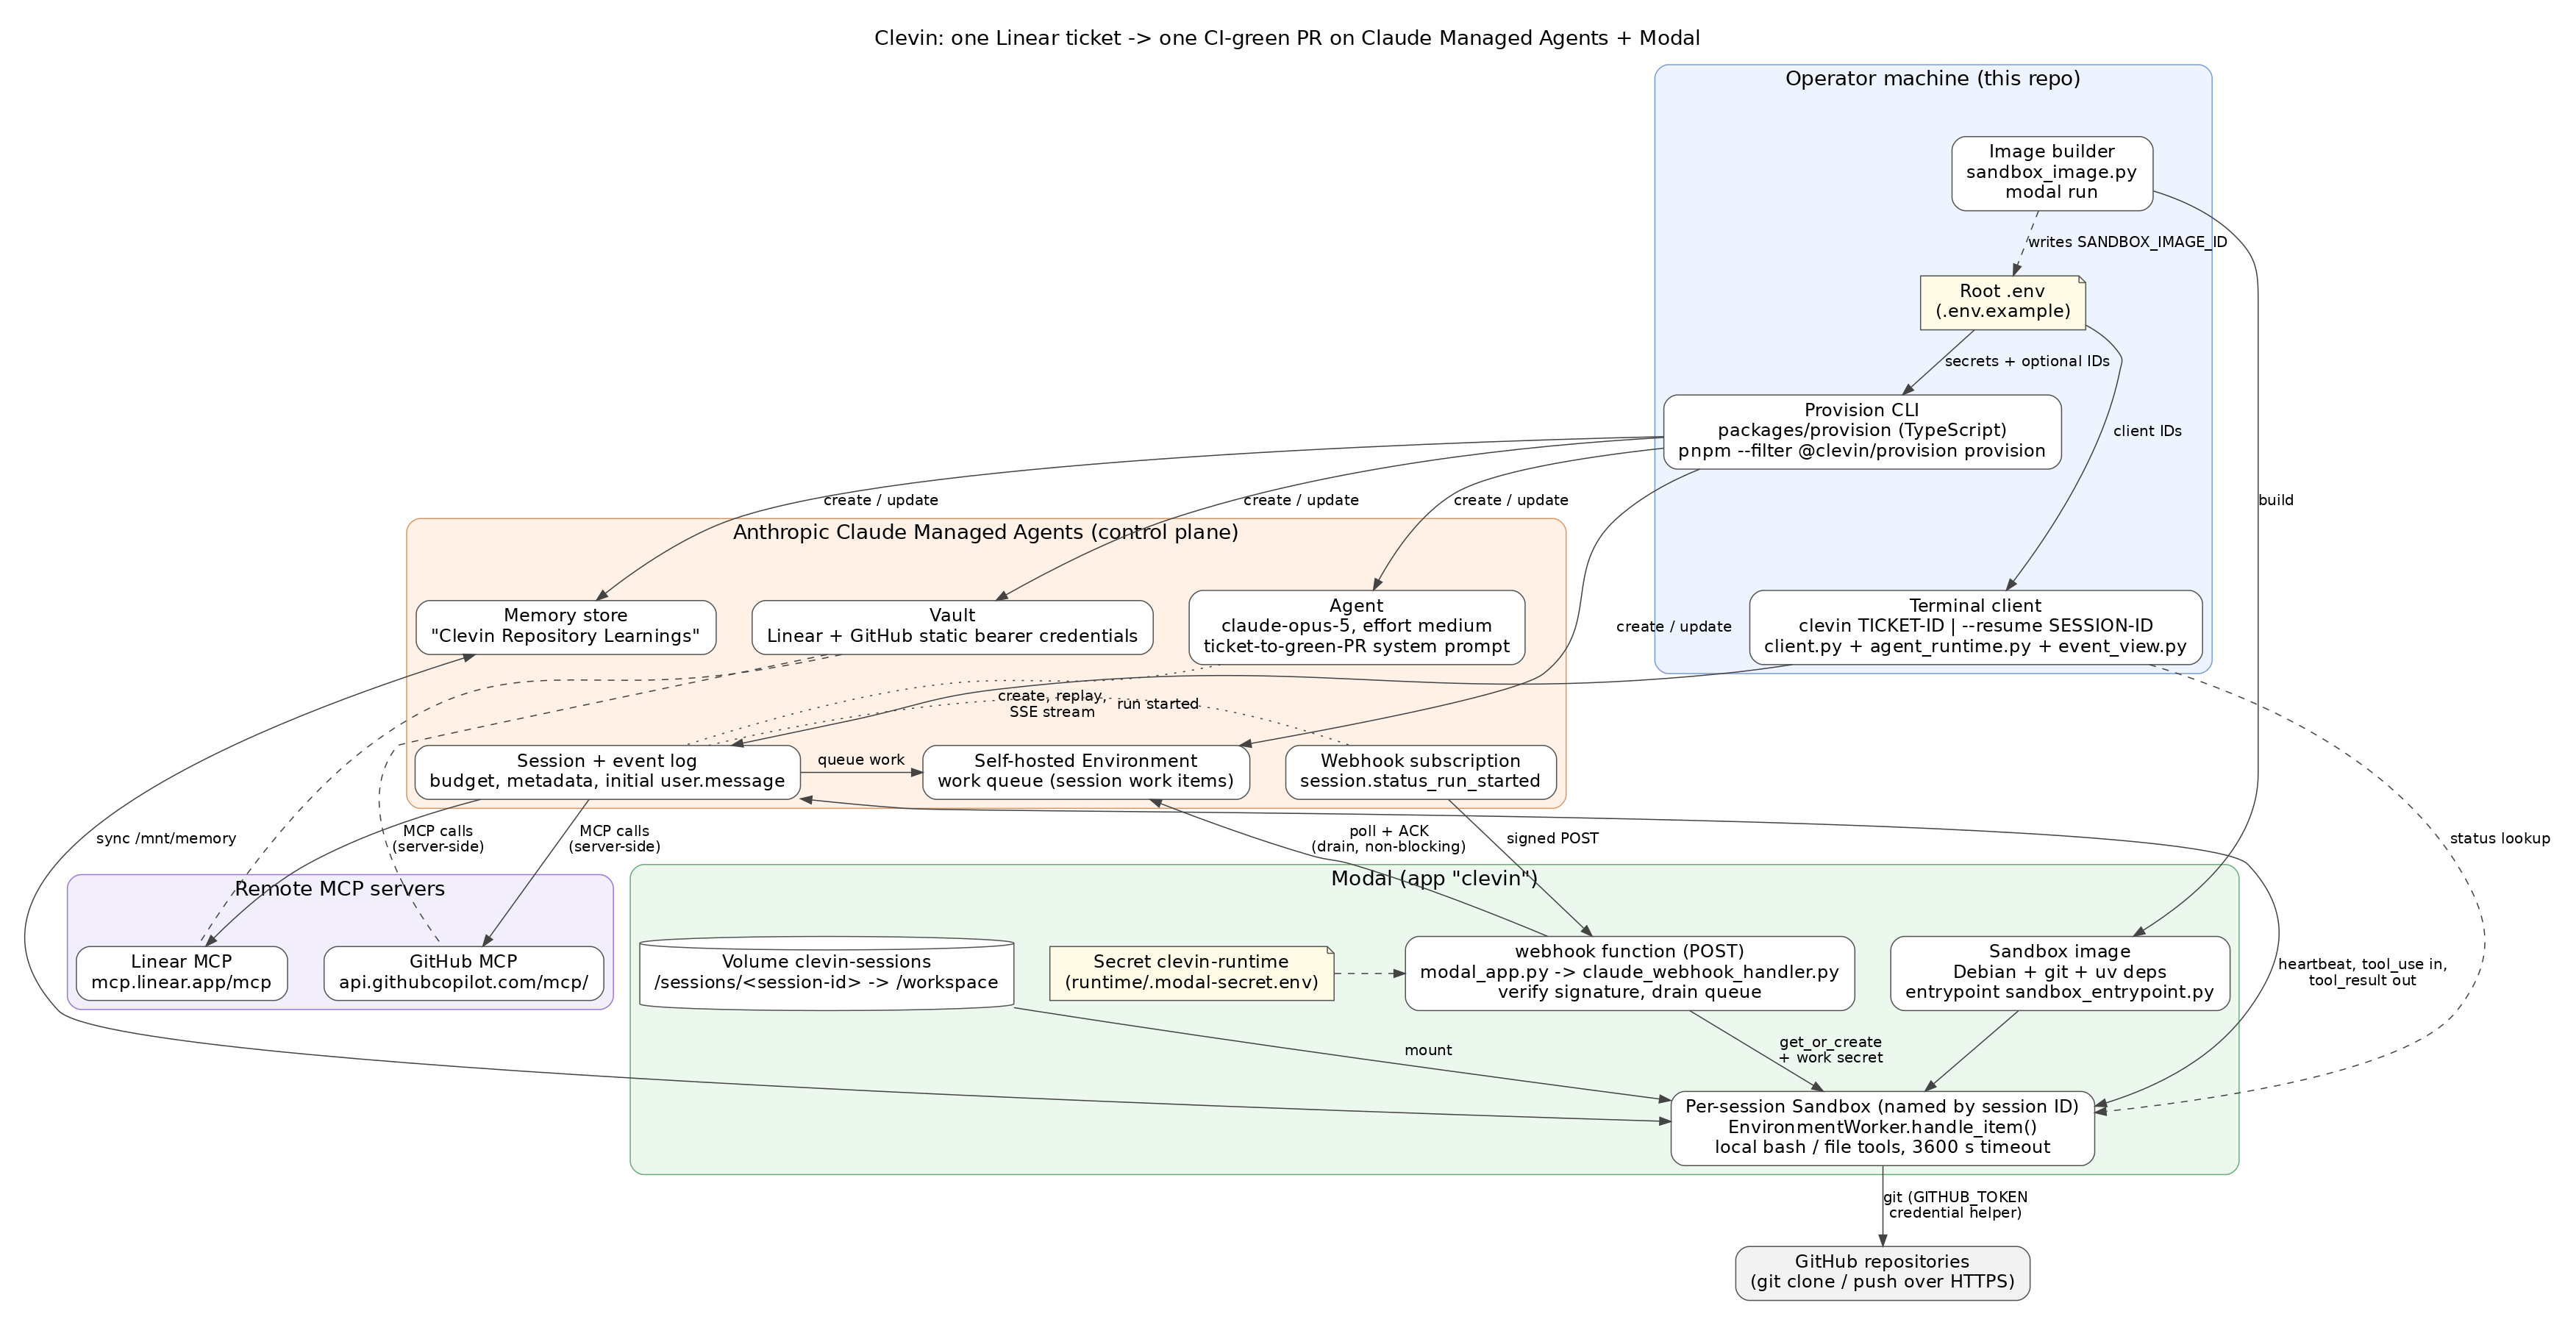 Clevin: one Linear ticket -> one CI-green PR on Claude Managed Agents + Modal
Operator machine (this repo)
Image builder
sandbox_image.py
modal run
writes SANDBOX_IMAGE_ID
Root .env
(.env.example)
secrets + optional IDs
client IDs
Provision CLI
packages/provision (TypeScript)
pnpm --filter @clevin/provision provision
create / update
create / update
create / update
build
Anthropic Claude Managed Agents (control plane)
Memory store
"Clevin Repository Learnings"
Vault
Linear + GitHub static bearer credentials
Agent
claude-opus-5, effort medium
ticket-to-green-PR system prompt
create / update
Terminal client
clevin TICKET-ID | --resume SESSION-ID
client.py + agent_runtime.py + event_view.py
create, replay,
SSE stream
run started
Session + event log
budget, metadata, initial user.message
queue work
Self-hosted Environment
work queue (session work items)
Webhook subscription
session.status_run_started
sync /mnt/memory
MCP calls
(server-side)
MCP calls
(server-side)
poll + ACK
(drain, non-blocking)
signed POST
status lookup
Remote MCP servers
Linear MCP
mcp.linear.app/mcp
GitHub MCP
api.githubcopilot.com/mcp/
Modal (app "clevin")
Volume clevin-sessions
/sessions/<session-id> -> /workspace
Secret clevin-runtime
(runtime/.modal-secret.env)
webhook function (POST)
modal_app.py -> claude_webhook_handler.py
verify signature, drain queue
Sandbox image
Debian + git + uv deps
entrypoint sandbox_entrypoint.py
heartbeat, tool_use in,
tool_result out
mount
get_or_create
+ work secret
Per-session Sandbox (named by session ID)
EnvironmentWorker.handle_item()
local bash / file tools, 3600 s timeout
git (GITHUB_TOKEN
credential helper)
GitHub repositories
(git clone / push over HTTPS)